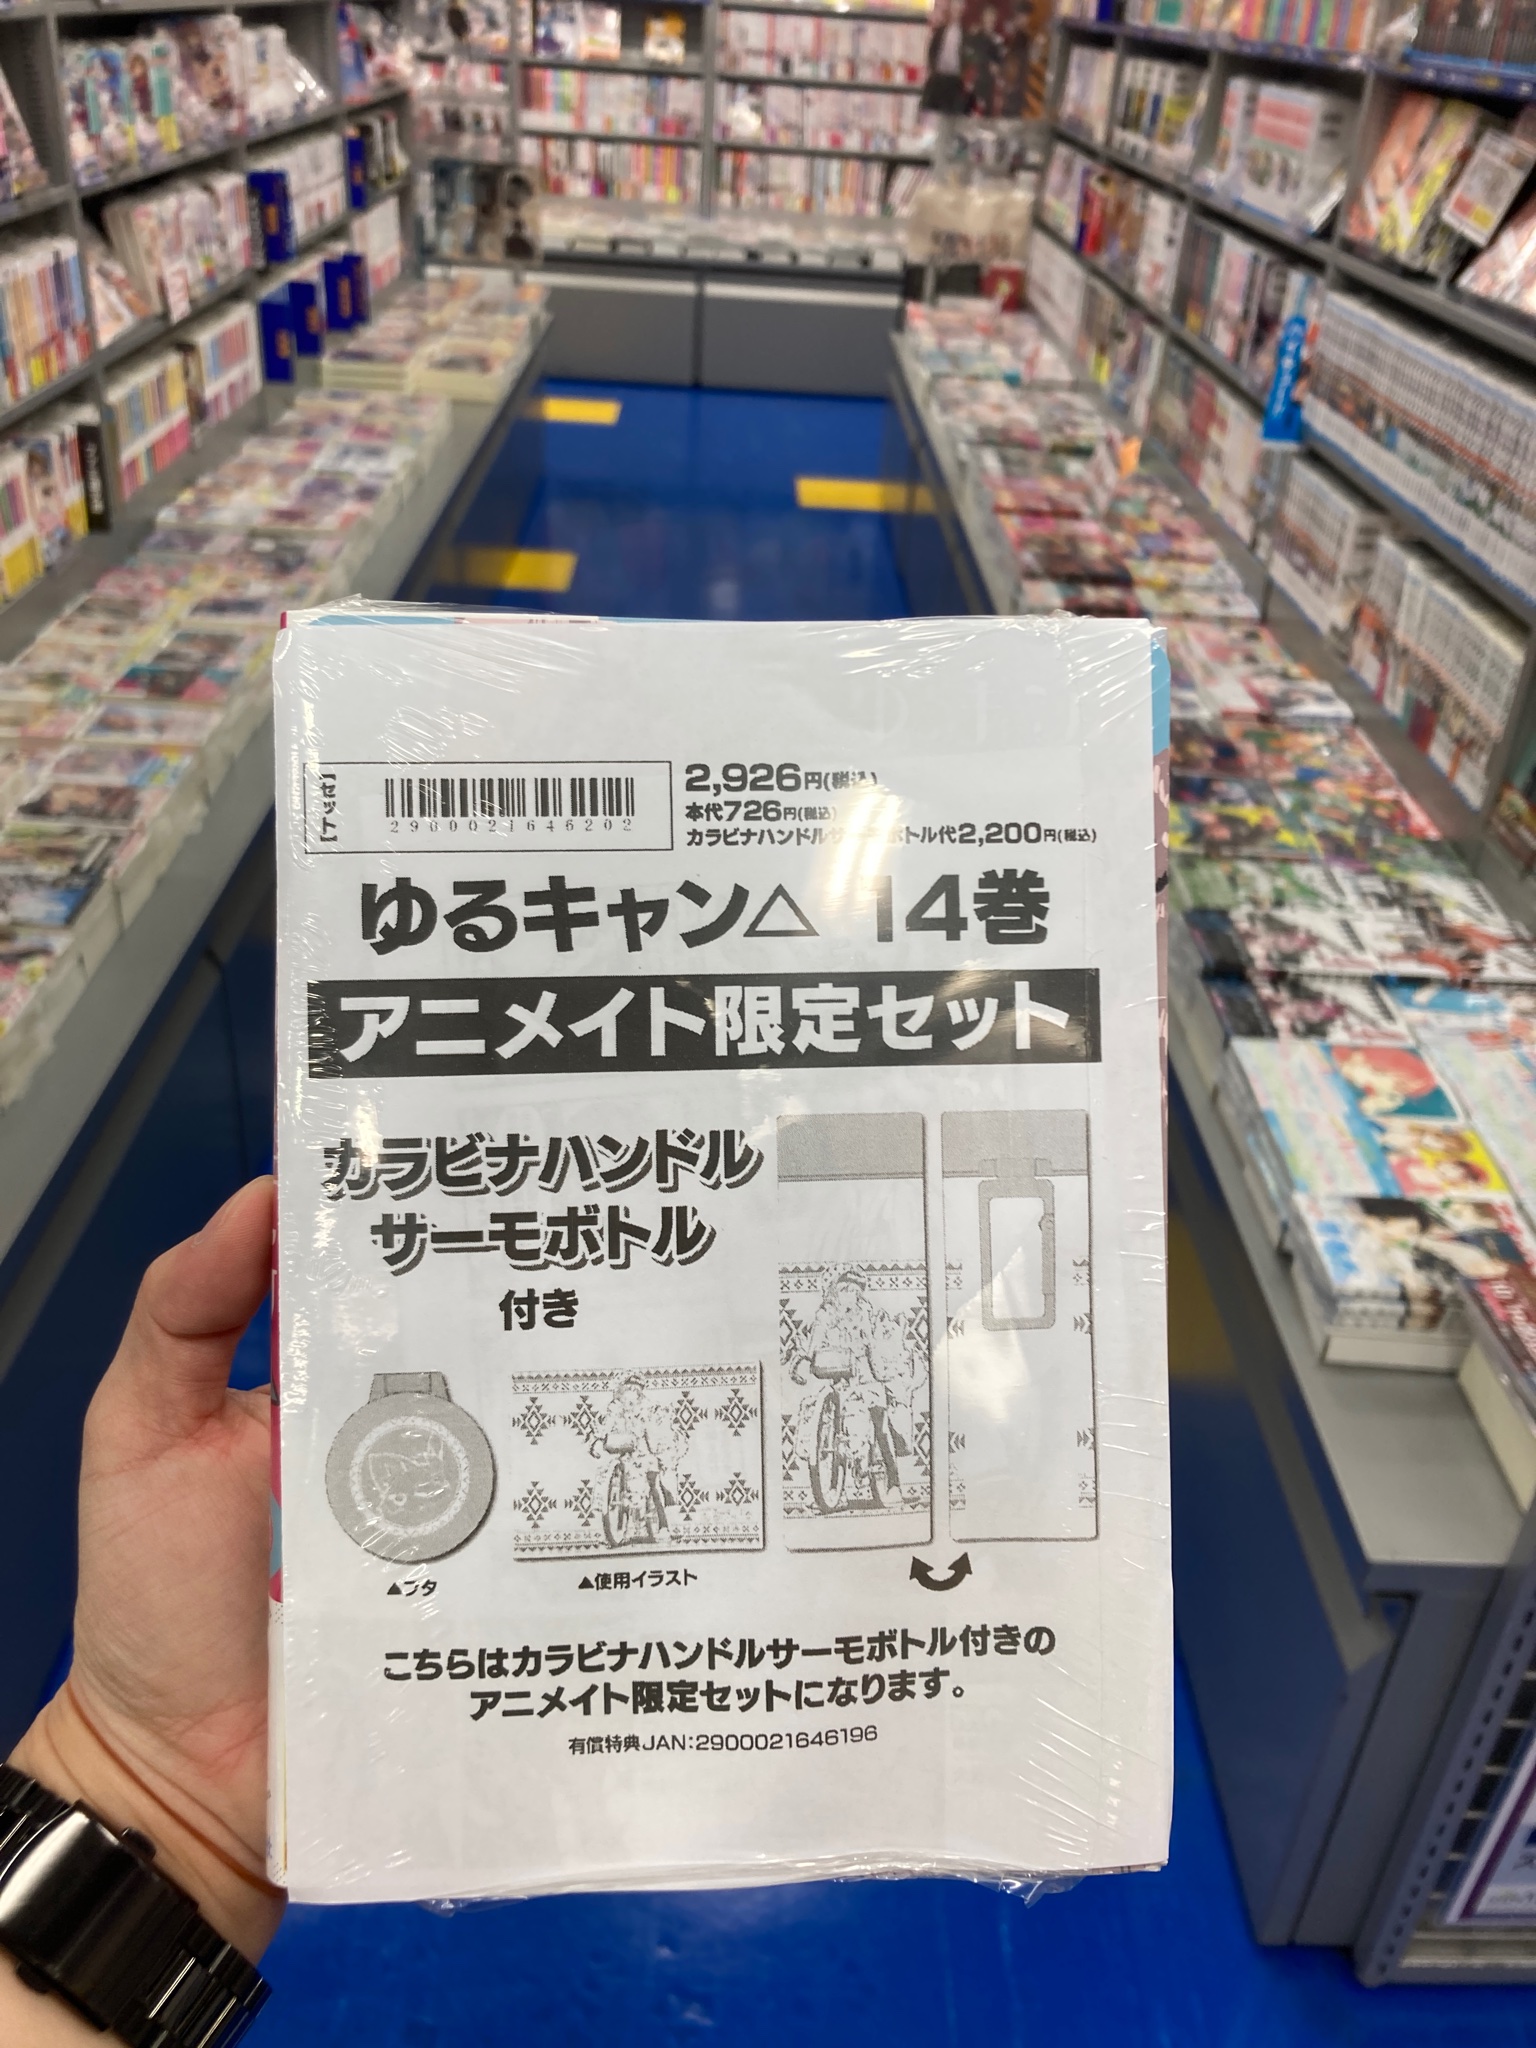 【セット】
2900021646202
2,926円(税込)
本代726円(税込)
カラビナハンドルサーモボトル代2,200円(税込)
ゆるキャン△ 14巻
アニメイト限定セット
カラビナハンドル
サーモボトル
付き
▲フタ
▲使用イラスト
こちらはカラビナハンドルサーモボトル付きの
アニメイト限定セットになります。
有償特典JAN:2900021646196